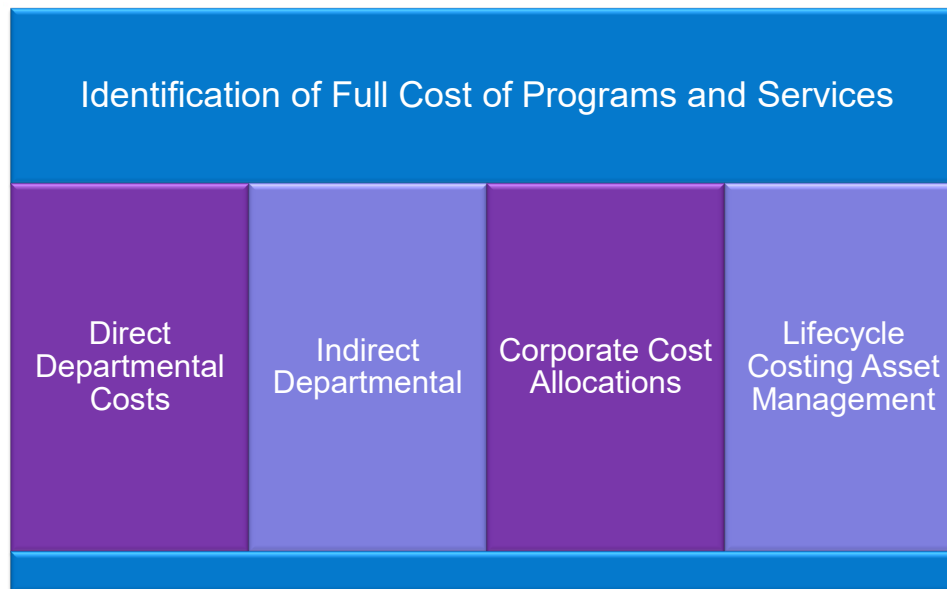 Identification of Full Cost of Programs and Services
Direct
Departmental
Costs
Indirect
Departmental
Corporate Cost
Allocations
Lifecycle
Costing Asset
Management